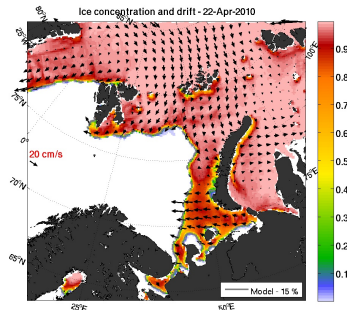 Ice concentration and drift - 22-Apr-2010
80°N
85°N
25°W
100°E
75°N
0°
20 cm/s
75°E
70°N
65°N
25°E
50°E
Model - 15 %
0.9
0.8
0.7
0.6
0.5
0.4
0.3
0.2
0.1